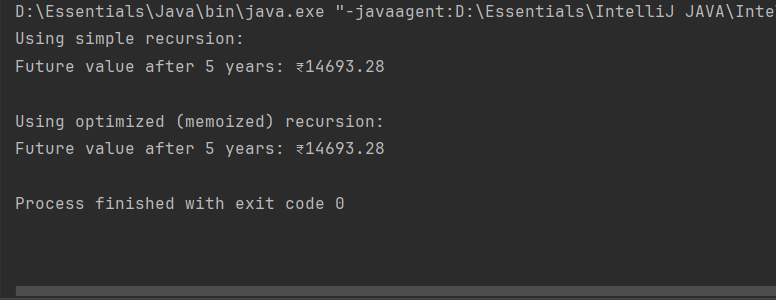 D:\Essentials\Java\bin\java.exe "-javaagent:D:\Essentials\IntelliJ JAVA\Inte
Using simple recursion:
Future value after 5 years: ₹14693.28
Using optimized (memoized) recursion:
Future value after 5 years: ₹14693.28
Process finished with exit code 0